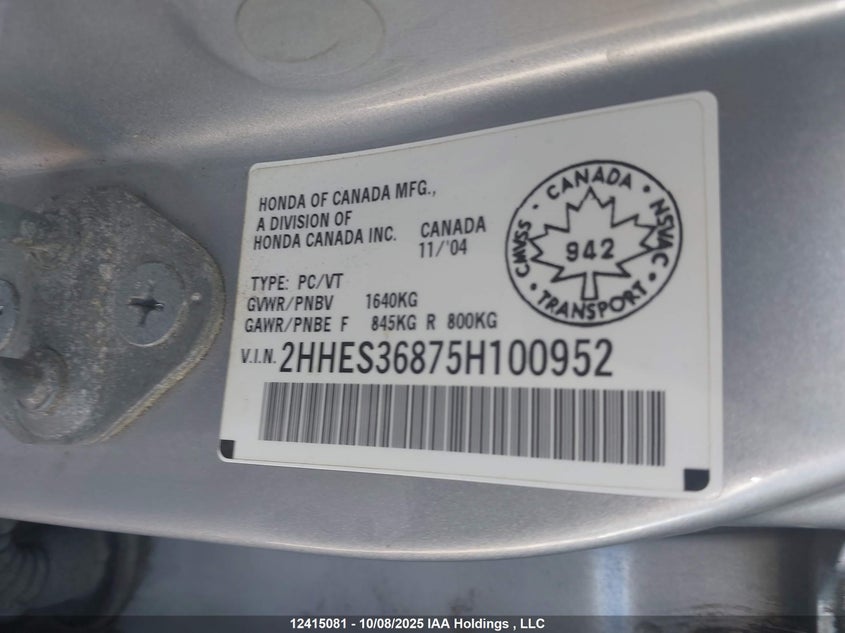 HONDA OF CANADA MFG.,
A DIVISION OF
HONDA CANADA INC. CANADA
11/'04
TYPE: PC/VT
GVWR/PNBV 1640KG
GAWR/PNBE F 845KG R 800KG
V.I.N. 2HHES36875H100952
CANADA • NSVAC • TRANSPORT • CMVSS •
942
12415081 - 10/08/2025 IAA Holdings , LLC